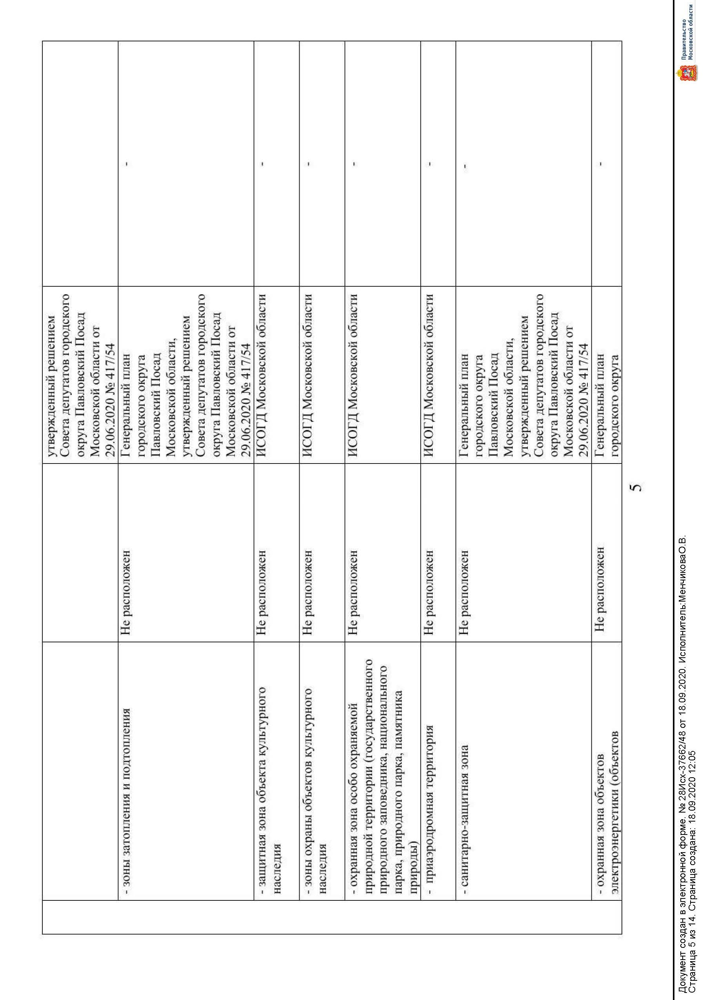 утвержденный решением
Совета депутатов городского
округа Павловский Посад
Московской области от
29.06.2020 № 417/54
- зоны затопления и подтопления
Не расположен
Генеральный план
городского округа
Павловский Посад
Московской области,
утвержденный решением
Совета депутатов городского
округа Павловский Посад
Московской области от
29.06.2020 № 417/54
-
- защитная зона объекта культурного
наследия
Не расположен
ИСОГД Московской области
-
- зоны охраны объектов культурного
наследия
Не расположен
ИСОГД Московской области
-
- охранная зона особо охраняемой
природной территории (государственного
природного заповедника, национального
парка, природного парка, памятника
природы)
Не расположен
ИСОГД Московской области
-
- приаэродромная территория
Не расположен
ИСОГД Московской области
-
- санитарно-защитная зона
Не расположен
Генеральный план
городского округа
Павловский Посад
Московской области,
утвержденный решением
Совета депутатов городского
округа Павловский Посад
Московской области от
29.06.2020 № 417/54
-
- охранная зона объектов
электроэнергетики (объектов
Не расположен
Генеральный план
городского округа
-
5
Документ создан в электронной форме. № 28Исх-37662/48 от 18.09.2020. Исполнитель:МенчиковаО.В.
Страница 5 из 14. Страница создана: 18.09.2020 12:05
Правительство
Московской области